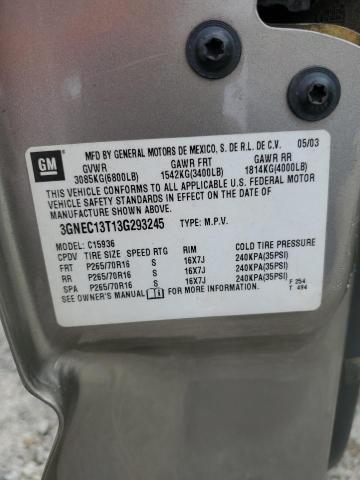 GM
MFD BY GENERAL MOTORS DE MEXICO, S. DE R.L. DE C.V. 05/03
GVWR GAWR FRT GAWR RR
3085KG(6800LB) 1542KG(3400LB) 1814KG(4000LB)
THIS VEHICLE CONFORMS TO ALL APPLICABLE U.S. FEDERAL MOTOR
VEHICLE SAFETY STANDARDS IN EFFECT ON THE DATE OF
MANUFACTURE SHOWN ABOVE.
3GNEC13T13G293245 TYPE: M.P.V.
MODEL: C15936
CPDV TIRE SIZE SPEED RTG RIM COLD TIRE PRESSURE
FRT P265/70R16 S 16X7J 240KPA(35PSI)
RR P265/70R16 S 16X7J 240KPA(35PSI)
SPA P265/70R16 S 16X7J 240KPA(35PSI)
SEE OWNER'S MANUAL FOR MORE INFORMATION. F 254
T 494